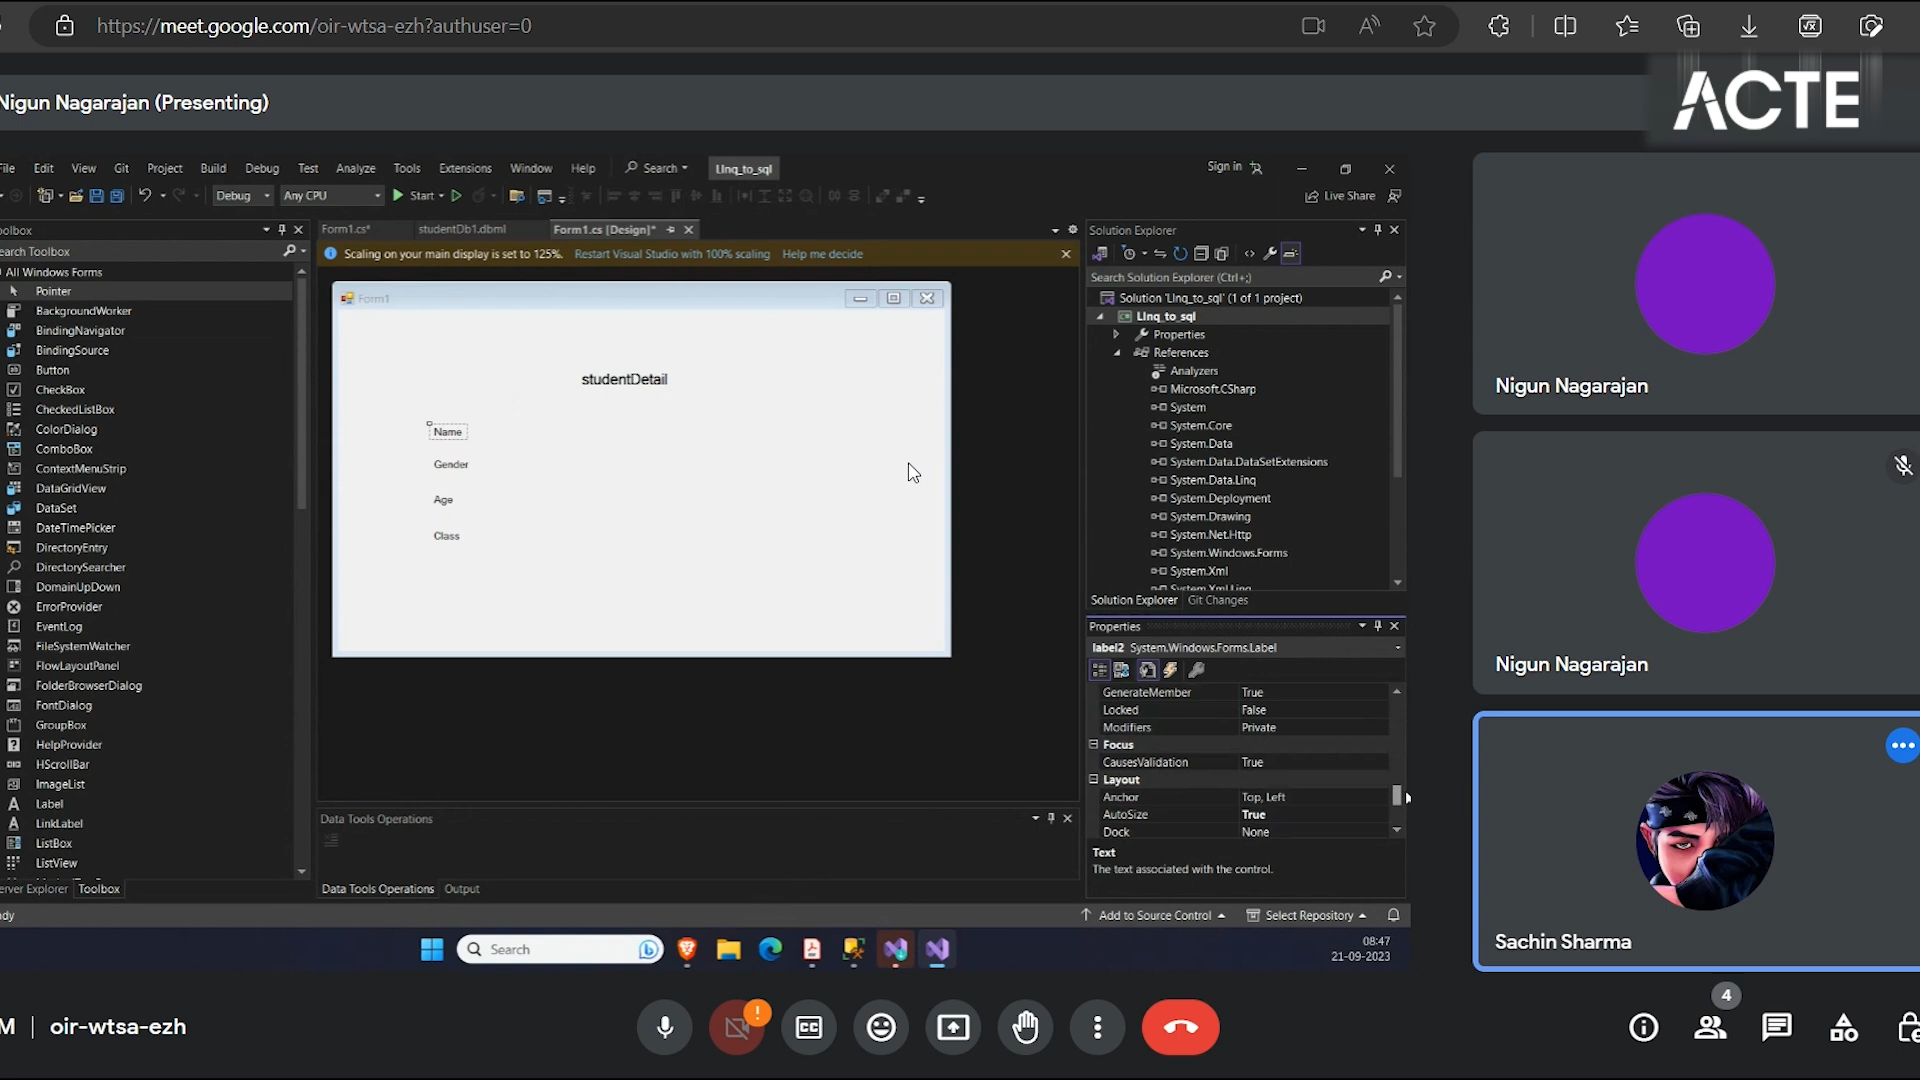 https://meet.google.com/oir-wtsa-ezh?authuser=0
ACTE
Nigun Nagarajan (Presenting)
File Edit View Git Project Build Debug Test Analyze Tools Extensions Window Help Search LInq_to_sql Sign in
Debug Any CPU Start Live Share
oolbox
Form1.cs* studentDb1.dbml Form1.cs [Design]*
Solution Explorer
earch Toolbox
Scaling on your main display is set to 125%. Restart Visual Studio with 100% scaling Help me decide
All Windows Forms
Pointer
BackgroundWorker
BindingNavigator
BindingSource
Button
CheckBox
CheckedListBox
ColorDialog
ComboBox
ContextMenuStrip
DataGridView
DataSet
DateTimePicker
DirectoryEntry
DirectorySearcher
DomainUpDown
ErrorProvider
EventLog
FileSystemWatcher
FlowLayoutPanel
FolderBrowserDialog
FontDialog
GroupBox
HelpProvider
HScrollBar
ImageList
Label
LinkLabel
ListBox
ListView
erver Explorer Toolbox
Form1
studentDetail
Name
Gender
Age
Class
Data Tools Operations
Data Tools Operations Output
Search Solution Explorer (Ctrl+;)
Solution 'LInq_to_sql' (1 of 1 project)
LInq_to_sql
Properties
References
Analyzers
Microsoft.CSharp
System
System.Core
System.Data
System.Data.DataSetExtensions
System.Data.Linq
System.Deployment
System.Drawing
System.Net.Http
System.Windows.Forms
System.Xml
System.Xml.Linq
Solution Explorer Git Changes
Properties
label2 System.Windows.Forms.Label
GenerateMember True
Locked False
Modifiers Private
Focus
CausesValidation True
Layout
Anchor Top, Left
AutoSize True
Dock None
Text
The text associated with the control.
ady
Add to Source Control Select Repository
Search
08:47
21-09-2023
Nigun Nagarajan
Nigun Nagarajan
Sachin Sharma
M | oir-wtsa-ezh
CC
4